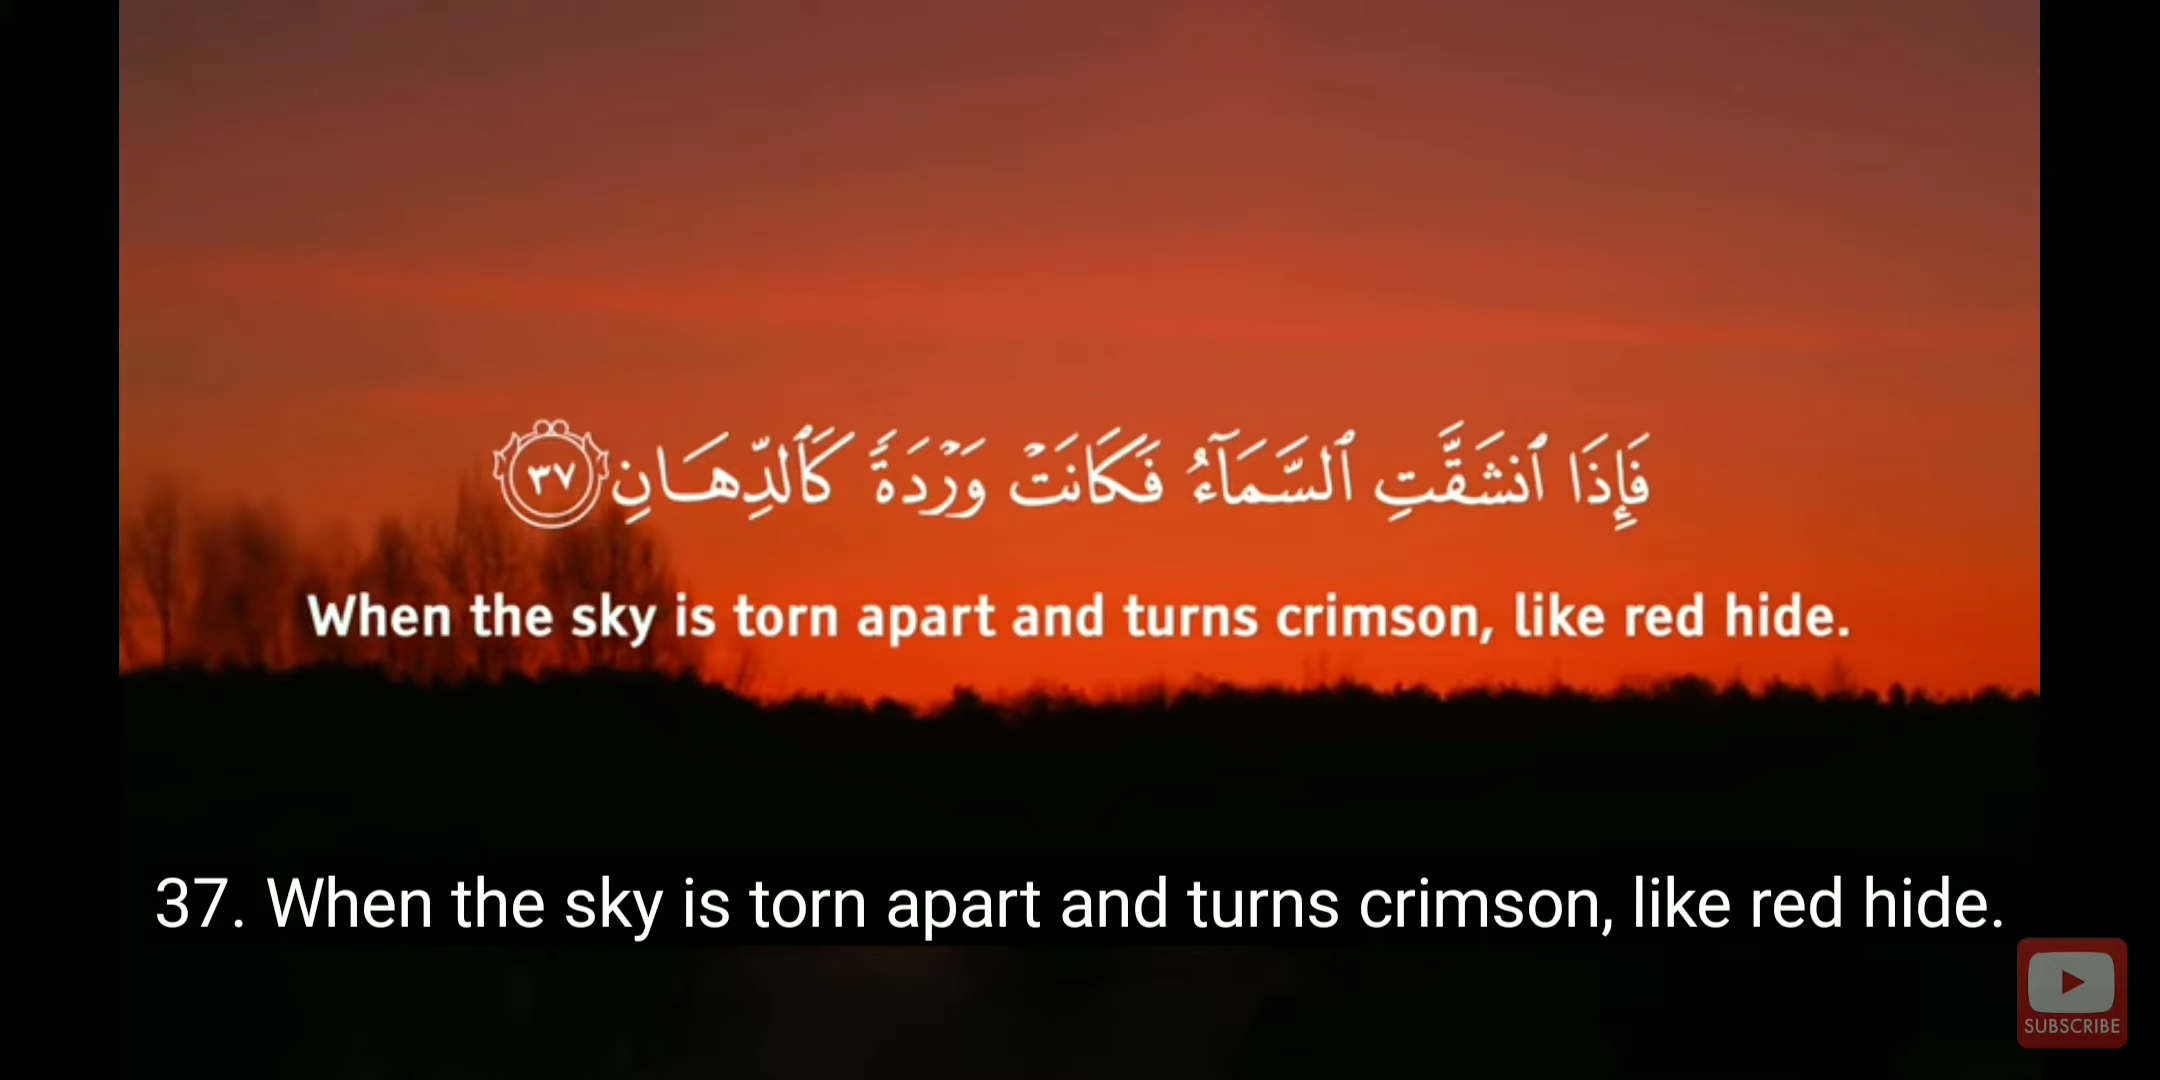 فَإِذَا ٱنشَقَّتِ ٱلسَّمَآءُ فَكَانَتْ وَرْدَةً كَٱلدِّهَانِ ٣٧
When the sky is torn apart and turns crimson, like red hide.
37. When the sky is torn apart and turns crimson, like red hide.
SUBSCRIBE